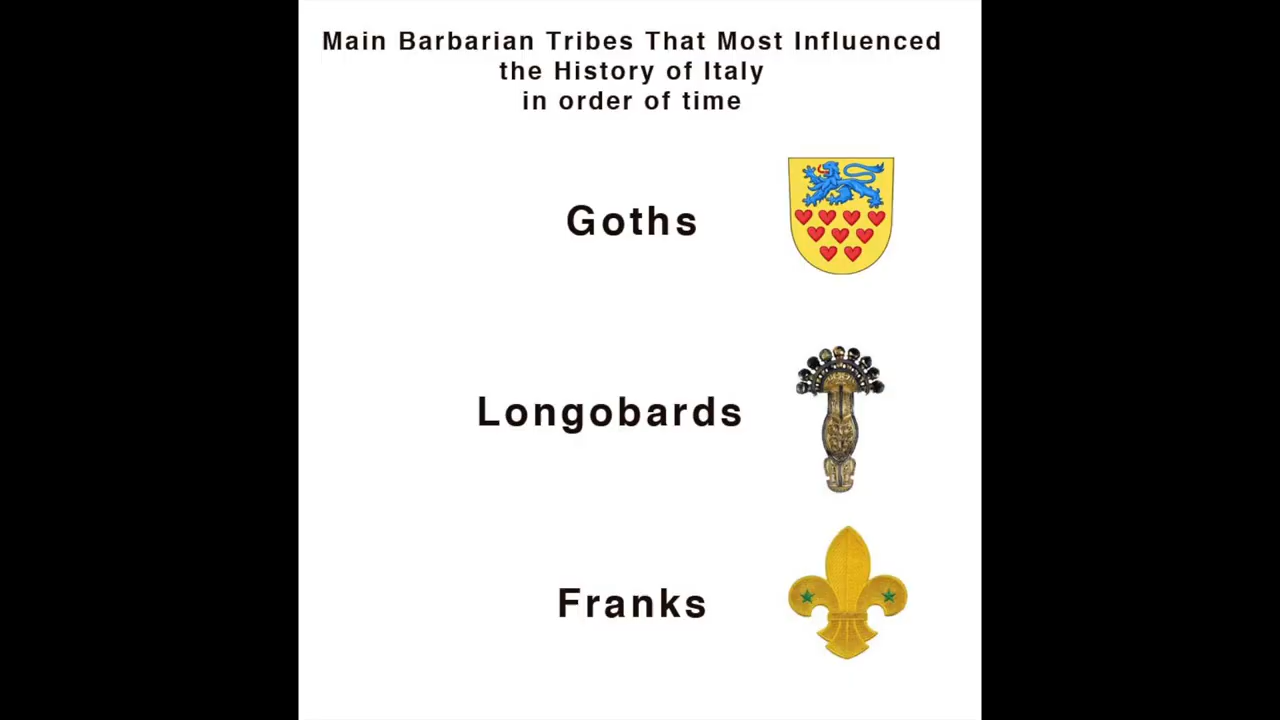 Main Barbarian Tribes That Most Influenced
the History of Italy
in order of time
Goths
Longobards
Franks